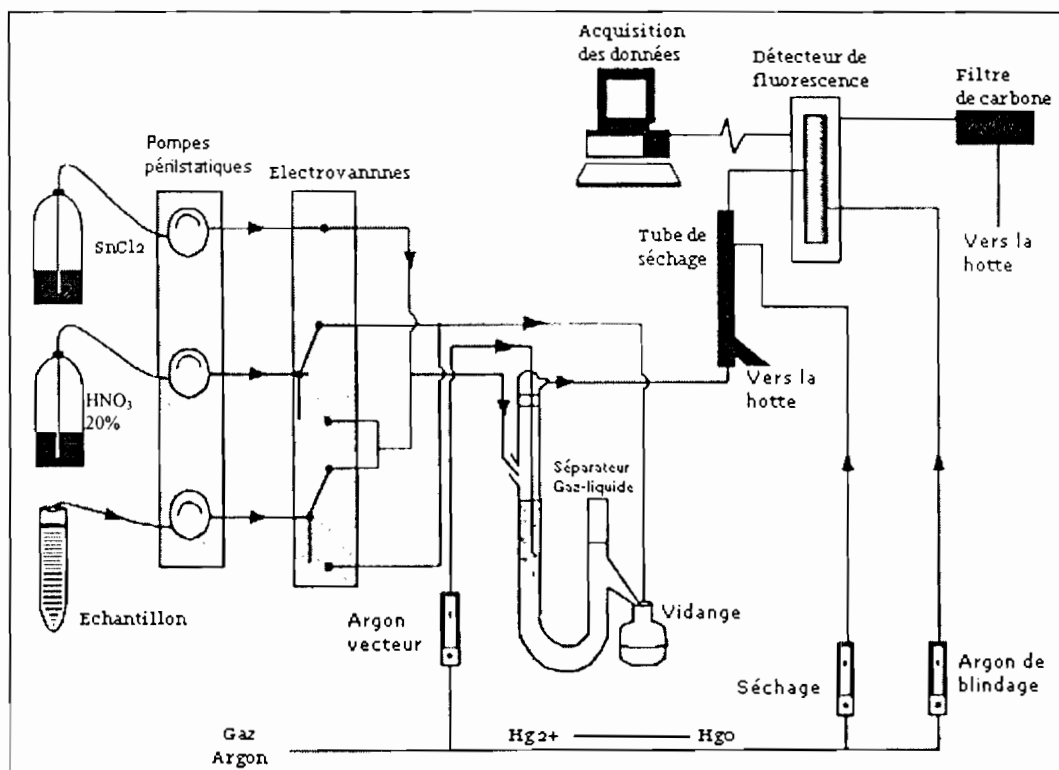 Acquisition
des données
Détecteur de
fluorescence
Filtre
de carbone
Pompes
périlstatiques
Electrovannnes
SnCl2
Tube de
séchage
Vers la
hotte
HNO3
20%
Vers la
hotte
Séparateur
Gaz-liquide
Echantillon
Argon
vecteur
Vidange
Séchage
Argon de
blindage
Gaz
Argon
Hg2+ Hg0